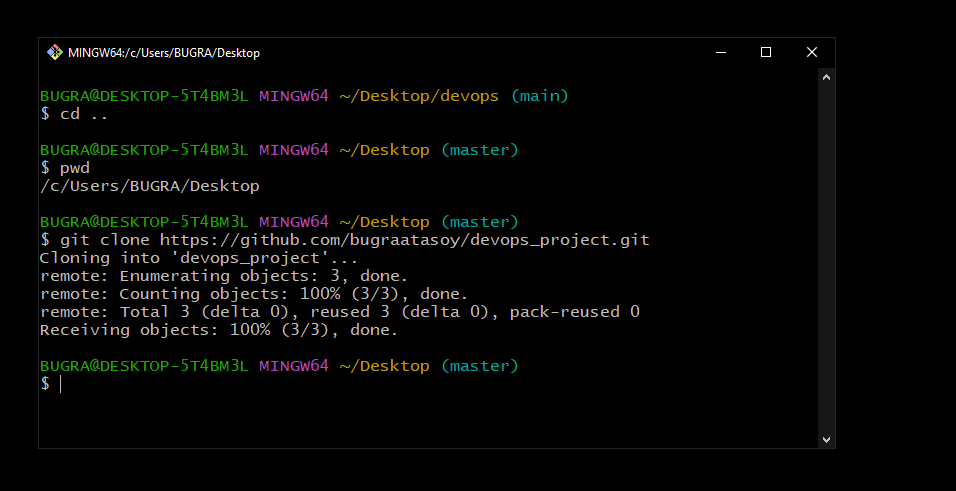 MINGW64:/c/Users/BUGRA/Desktop
BUGRA@DESKTOP-5T4BM3L MINGW64 ~/Desktop/devops (main)
$ cd ..
BUGRA@DESKTOP-5T4BM3L MINGW64 ~/Desktop (master)
$ pwd
/c/Users/BUGRA/Desktop
BUGRA@DESKTOP-5T4BM3L MINGW64 ~/Desktop (master)
$ git clone https://github.com/bugraatasoy/devops_project.git
Cloning into 'devops_project'...
remote: Enumerating objects: 3, done.
remote: Counting objects: 100% (3/3), done.
remote: Total 3 (delta 0), reused 3 (delta 0), pack-reused 0
Receiving objects: 100% (3/3), done.
BUGRA@DESKTOP-5T4BM3L MINGW64 ~/Desktop (master)
$